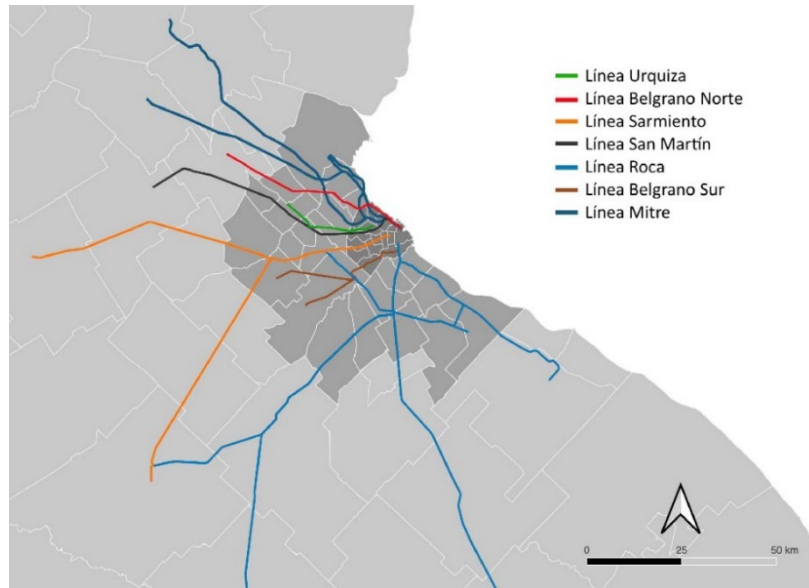 Línea Urquiza
Línea Belgrano Norte
Línea Sarmiento
Línea San Martín
Línea Roca
Línea Belgrano Sur
Línea Mitre
0 25 50 km